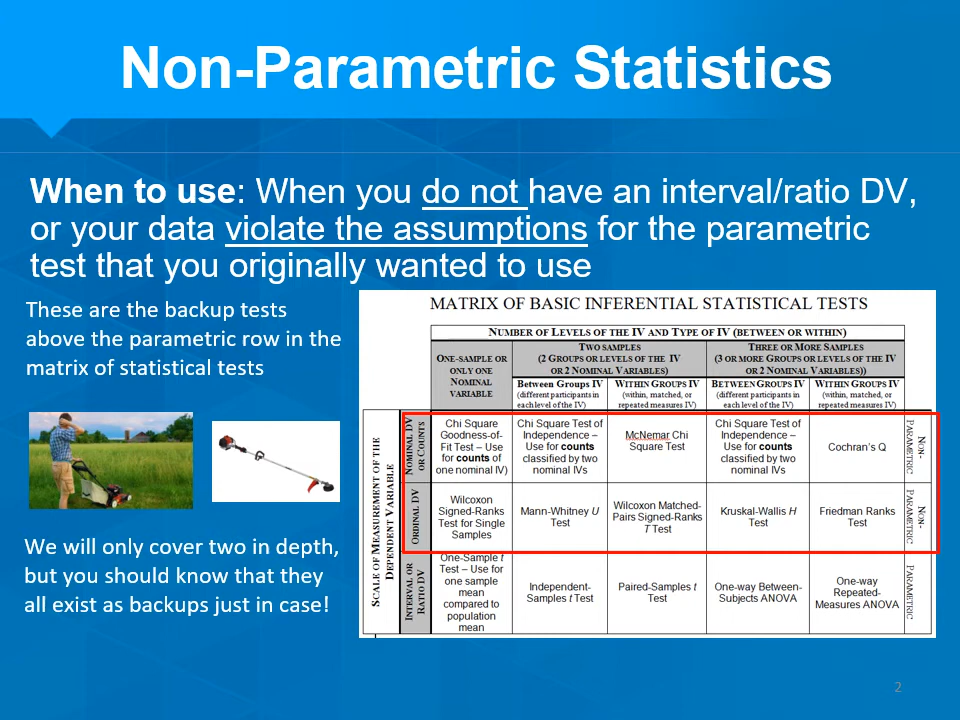 Non-Parametric Statistics
When to use: When you do not have an interval/ratio DV,
or your data violate the assumptions for the parametric
test that you originally wanted to use
These are the backup tests
above the parametric row in the
matrix of statistical tests
We will only cover two in depth,
but you should know that they
all exist as backups just in case!
MATRIX OF BASIC INFERENTIAL STATISTICAL TESTS
NUMBER OF LEVELS OF THE IV AND TYPE OF IV (BETWEEN OR WITHIN)
ONE-SAMPLE OR
ONLY ONE
NOMINAL
VARIABLE
TWO SAMPLES
(2 GROUPS OR LEVELS OF THE IV
OR 2 NOMINAL VARIABLES)
THREE OR MORE SAMPLES
(3 OR MORE GROUPS OR LEVELS OF THE IV
OR 2 NOMINAL VARIABLES))
Between Groups IV
(different participants in
each level of the IV)
WITHIN GROUPS IV
(within, matched, or
repeated measures IV)
BETWEEN GROUPS IV
(different participants in
each level of the IV)
WITHIN GROUPS IV
(within, matched, or
repeated measures IV)
SCALE OF MEASUREMENT OF THE
DEPENDENT VARIABLE
NOMINAL DV
OR COUNTS
Chi Square
Goodness-of-
Fit Test – Use
for counts of
one nominal IV)
Chi Square Test of
Independence –
Use for counts
classified by two
nominal IVs
McNemar Chi
Square Test
Chi Square Test of
Independence –
Use for counts
classified by two
nominal IVs
Cochran's Q
NON-
PARAMETRIC
ORDINAL DV
Wilcoxon
Signed-Ranks
Test for Single
Samples
Mann-Whitney U
Test
Wilcoxon Matched-
Pairs Signed-Ranks
T Test
Kruskal-Wallis H
Test
Friedman Ranks
Test
NON-
PARAMETRIC
INTERVAL OR
RATIO DV
One-Sample t
Test – Use for
one sample
mean
compared to
population
mean
Independent-
Samples t Test
Paired-Samples t
Test
One-way Between-
Subjects ANOVA
One-way
Repeated-
Measures ANOVA
PARAMETRIC
2